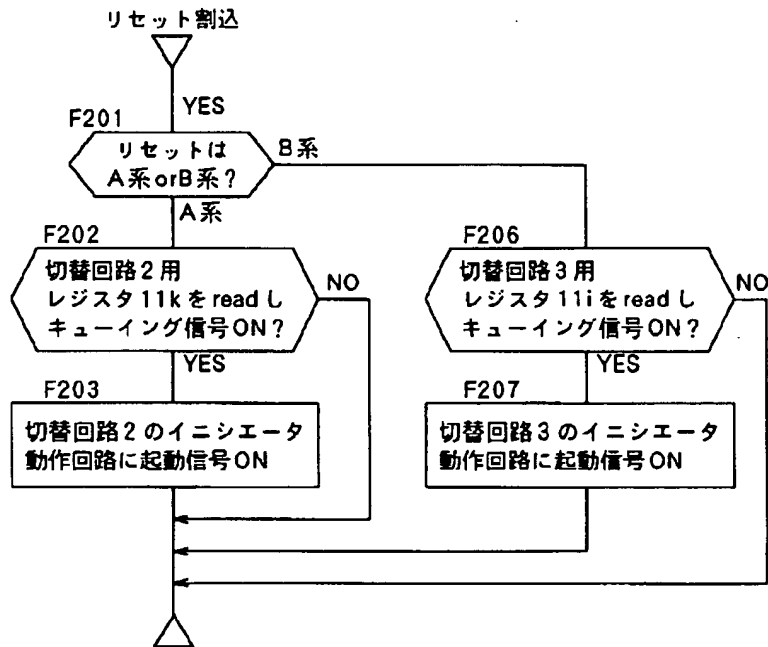 リセット割込
YES
F201
リセットは
A系orB系?
B系
A系
F202
切替回路2用
レジスタ11kをreadし
キューイング信号ON?
NO
YES
F203
切替回路2のイニシエータ
動作回路に起動信号ON
F206
切替回路3用
レジスタ11iをreadし
キューイング信号ON?
NO
YES
F207
切替回路3のイニシエータ
動作回路に起動信号ON